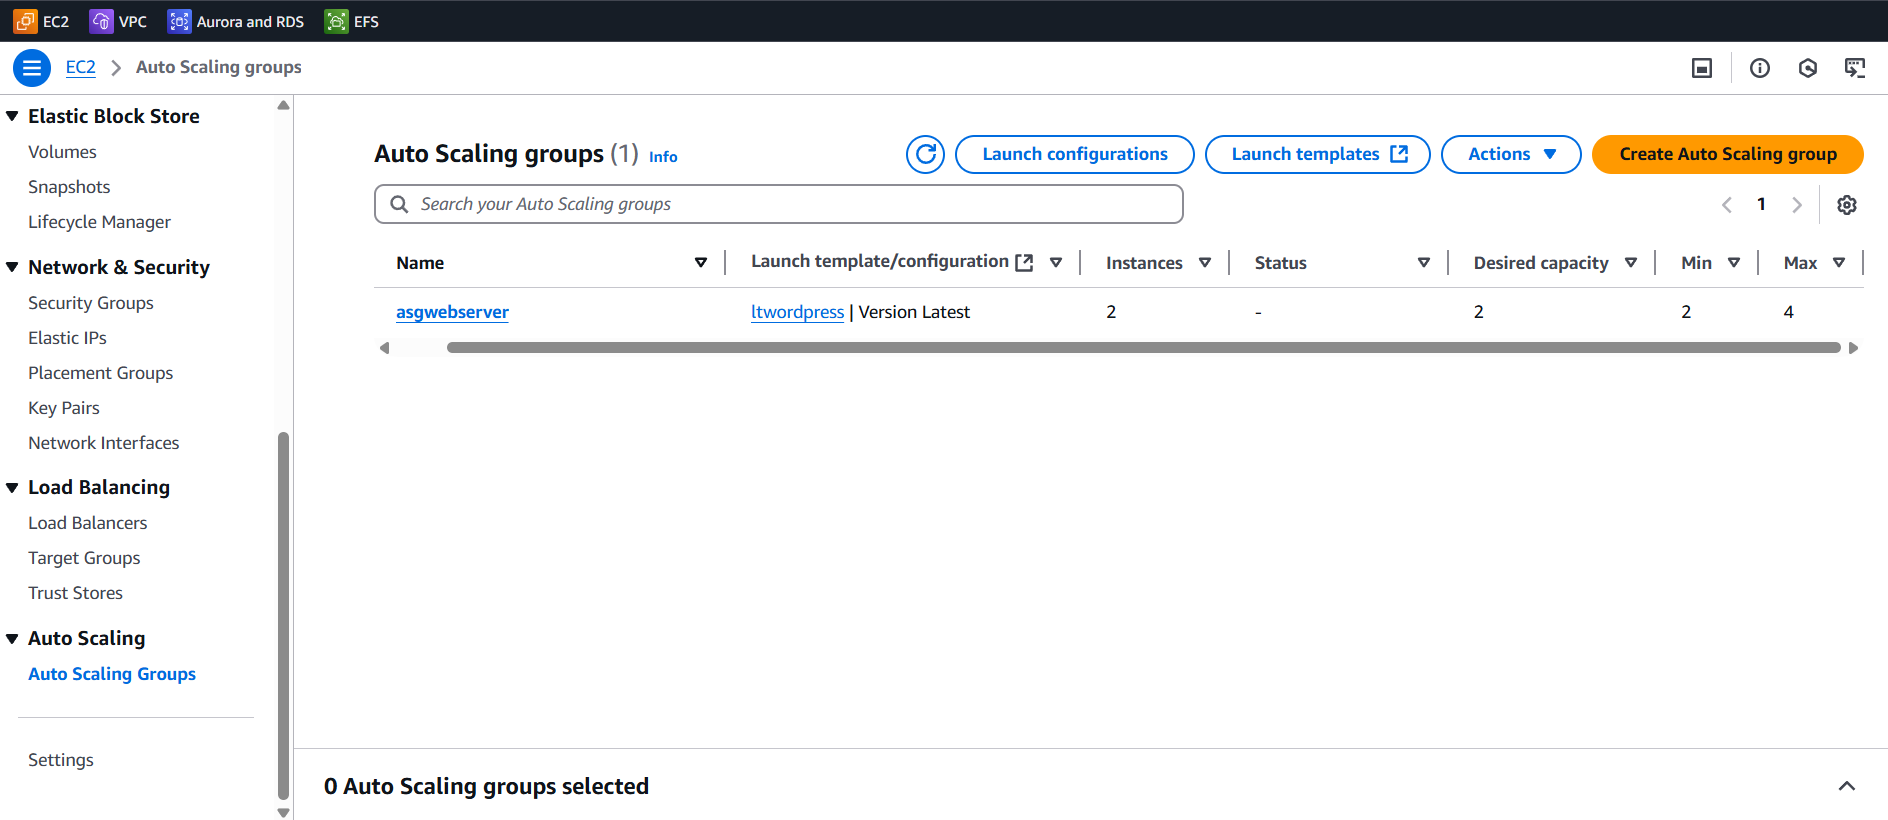 EC2 VPC Aurora and RDS EFS
EC2 Auto Scaling groups
Elastic Block Store
Volumes
Snapshots
Lifecycle Manager
Network & Security
Security Groups
Elastic IPs
Placement Groups
Key Pairs
Network Interfaces
Load Balancing
Load Balancers
Target Groups
Trust Stores
Auto Scaling
Auto Scaling Groups
Settings
Auto Scaling groups (1) Info Launch configurations Launch templates Actions Create Auto Scaling group
Search your Auto Scaling groups 1
Name Launch template/configuration Instances Status Desired capacity Min Max
asgwebserver ltwordpress | Version Latest 2 - 2 2 4
0 Auto Scaling groups selected